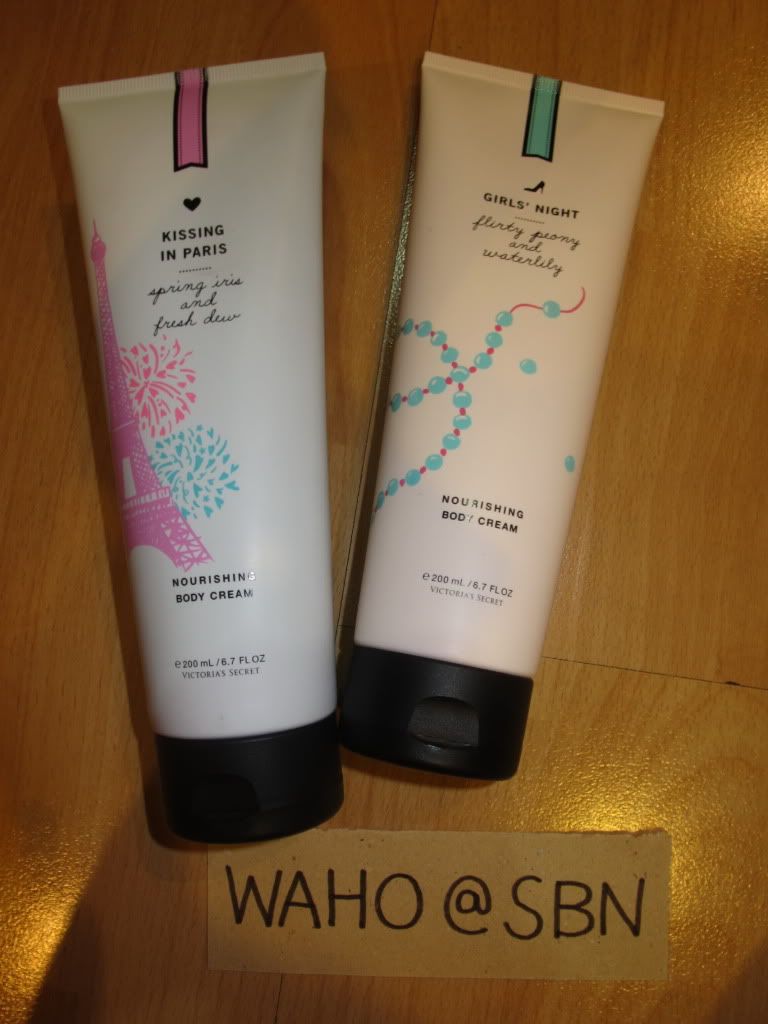 KISSING
IN PARIS
spring iris
and
fresh dew
NOURISHING
BODY CREAM
e 200 mL / 6.7 FL OZ
VICTORIA'S SECRET
GIRLS' NIGHT
flirty peony
and
waterlily
NOURISHING
BODY CREAM
e 200 mL / 6.7 FL OZ
VICTORIA'S SECRET
WAHO @ SBN